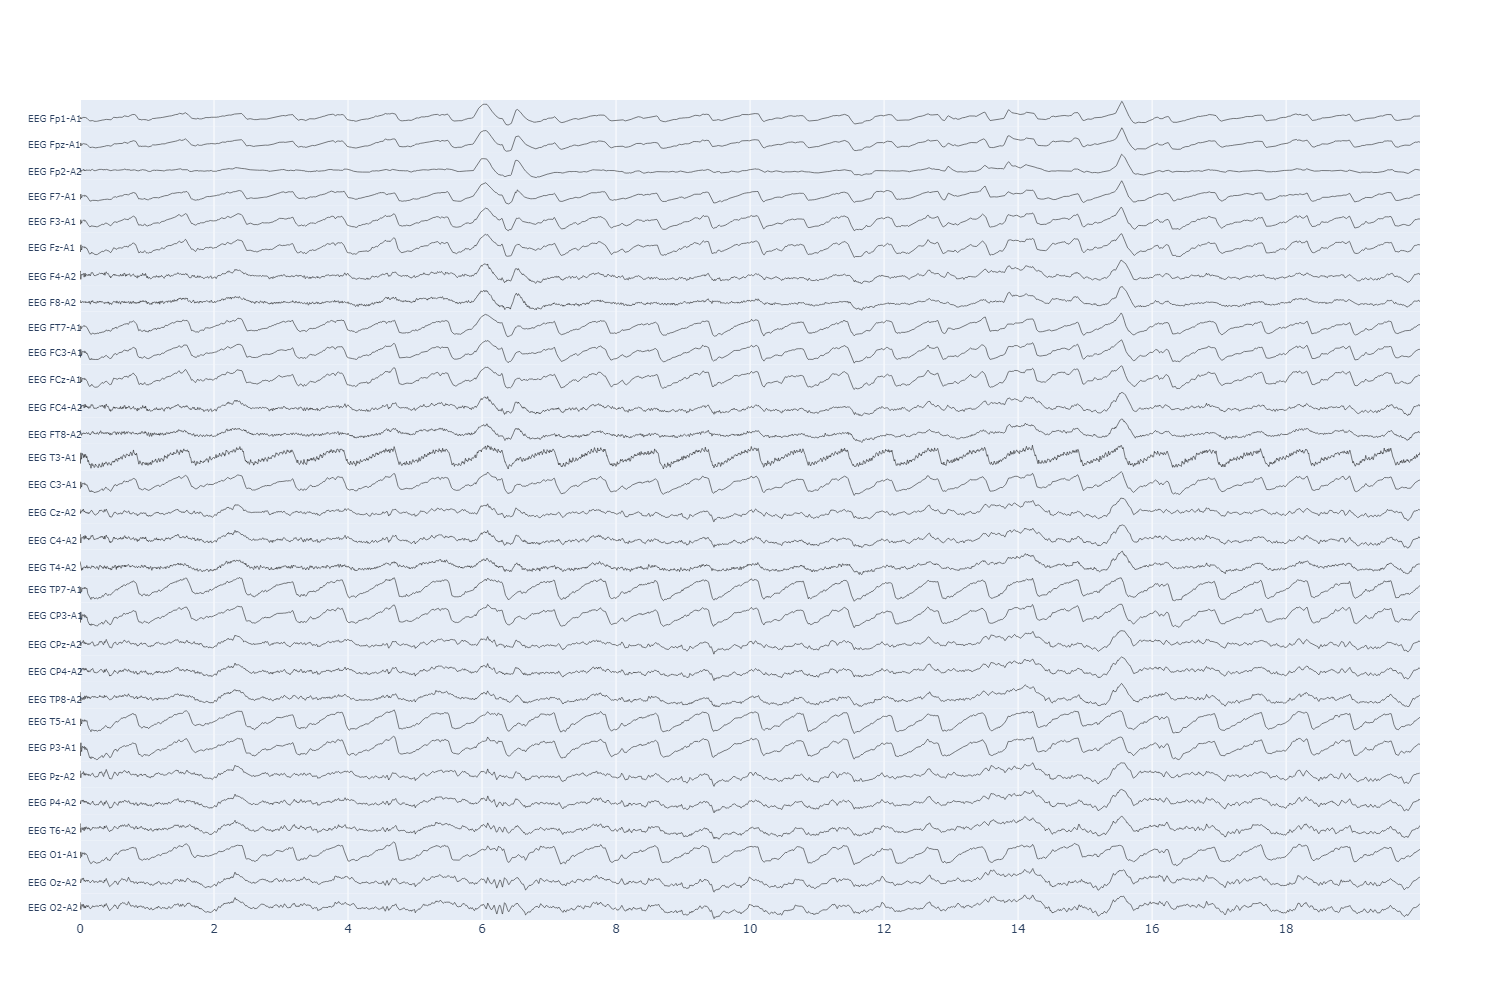 EEG Fp1-A1
EEG Fpz-A1
EEG Fp2-A2
EEG F7-A1
EEG F3-A1
EEG Fz-A1
EEG F4-A2
EEG F8-A2
EEG FT7-A1
EEG FC3-A1
EEG FCz-A1
EEG FC4-A2
EEG FT8-A2
EEG T3-A1
EEG C3-A1
EEG Cz-A2
EEG C4-A2
EEG T4-A2
EEG TP7-A1
EEG CP3-A1
EEG CPz-A2
EEG CP4-A2
EEG TP8-A2
EEG T5-A1
EEG P3-A1
EEG Pz-A2
EEG P4-A2
EEG T6-A2
EEG O1-A1
EEG Oz-A2
EEG O2-A2
0 2 4 6 8 10 12 14 16 18